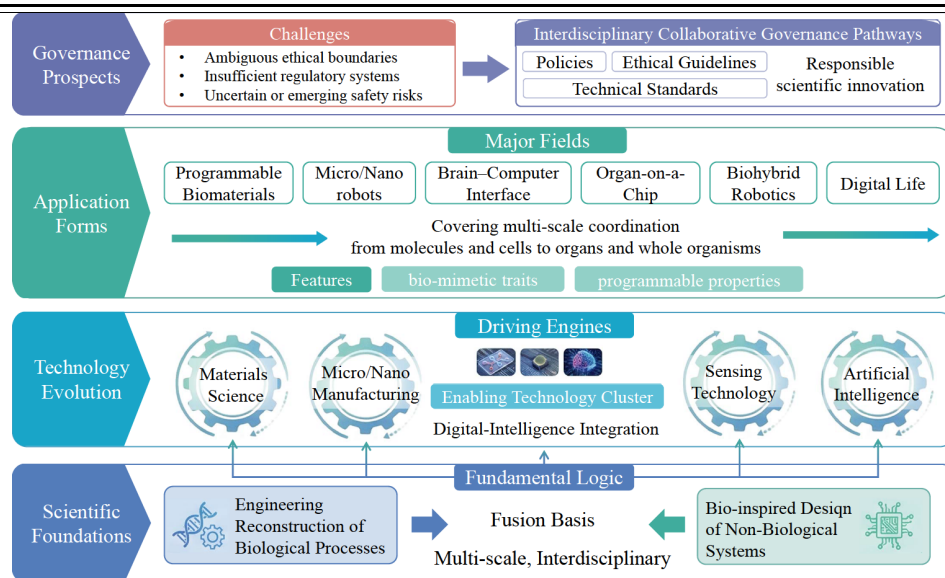 Governance
Prospects
Challenges
• Ambiguous ethical boundaries
• Insufficient regulatory systems
• Uncertain or emerging safety risks
Interdisciplinary Collaborative Governance Pathways
Policies
Ethical Guidelines
Technical Standards
Responsible
scientific innovation
Application
Forms
Major Fields
Programmable
Biomaterials
Micro/Nano
robots
Brain–Computer
Interface
Organ-on-a-
Chip
Biohybrid
Robotics
Digital Life
Covering multi-scale coordination
from molecules and cells to organs and whole organisms
Features
bio-mimetic traits
programmable properties
Technology
Evolution
Driving Engines
Materials
Science
Micro/Nano
Manufacturing
Enabling Technology Cluster
Digital-Intelligence Integration
Sensing
Technology
Artificial
Intelligence
Scientific
Foundations
Fundamental Logic
Engineering
Reconstruction of
Biological Processes
Fusion Basis
Multi-scale, Interdisciplinary
Bio-inspired Desiqn
of Non-Biological
Systems